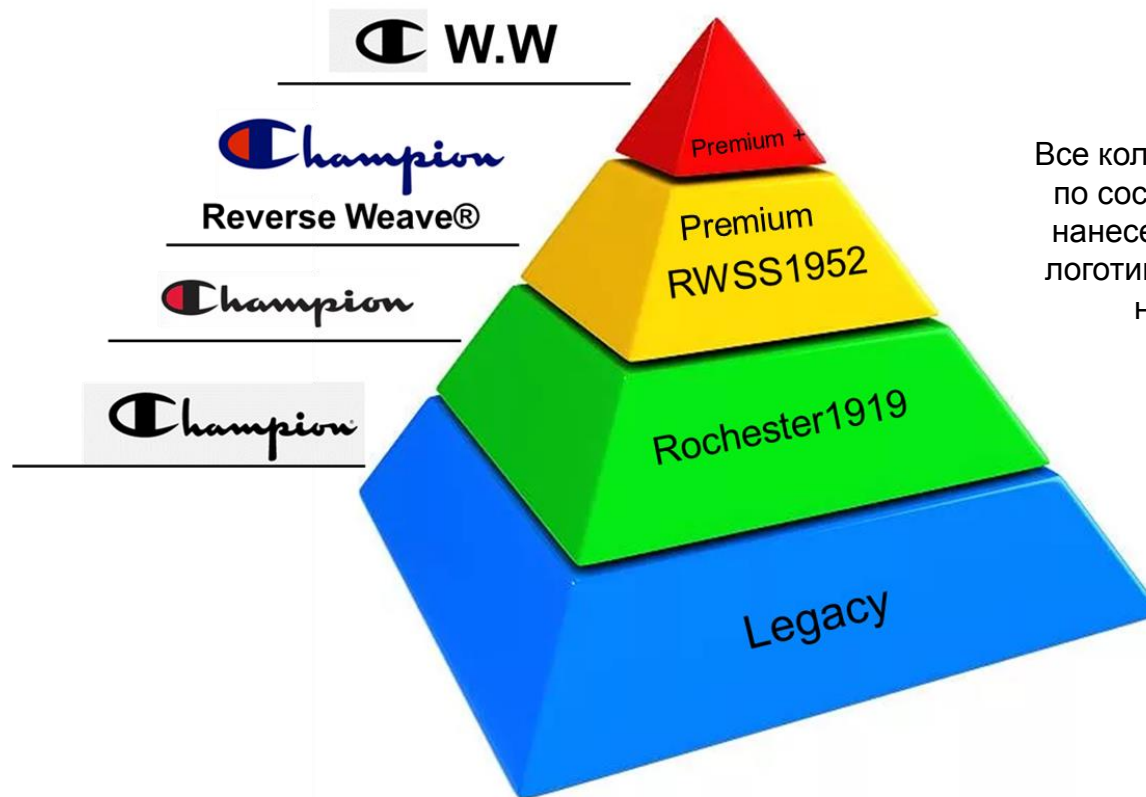 C W.W
Champion
Reverse Weave®
Champion
Champion
Premium +
Premium
RWSS1952
Rochester1919
Legacy
Все кол
по сос
нанесе
логоти
н